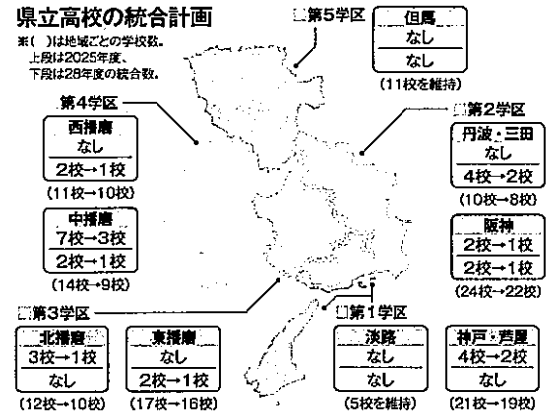 県立高校の統合計画
※( )は地域ごとの学校数。
上段は2025年度、
下段は28年度の統合数。
第5学区
但馬
なし
なし
(11校を維持)
第4学区
西播磨
なし
2校→1校
(11校→10校)
中播磨
7校→3校
2校→1校
(14校→9校)
第2学区
丹波・三田
なし
4校→2校
(10校→8校)
阪神
2校→1校
2校→1校
(24校→22校)
第3学区
北播磨
3校→1校
なし
(12校→10校)
東播磨
なし
2校→1校
(17校→16校)
第1学区
淡路
なし
なし
(5校を維持)
神戸・芦屋
4校→2校
なし
(21校→19校)